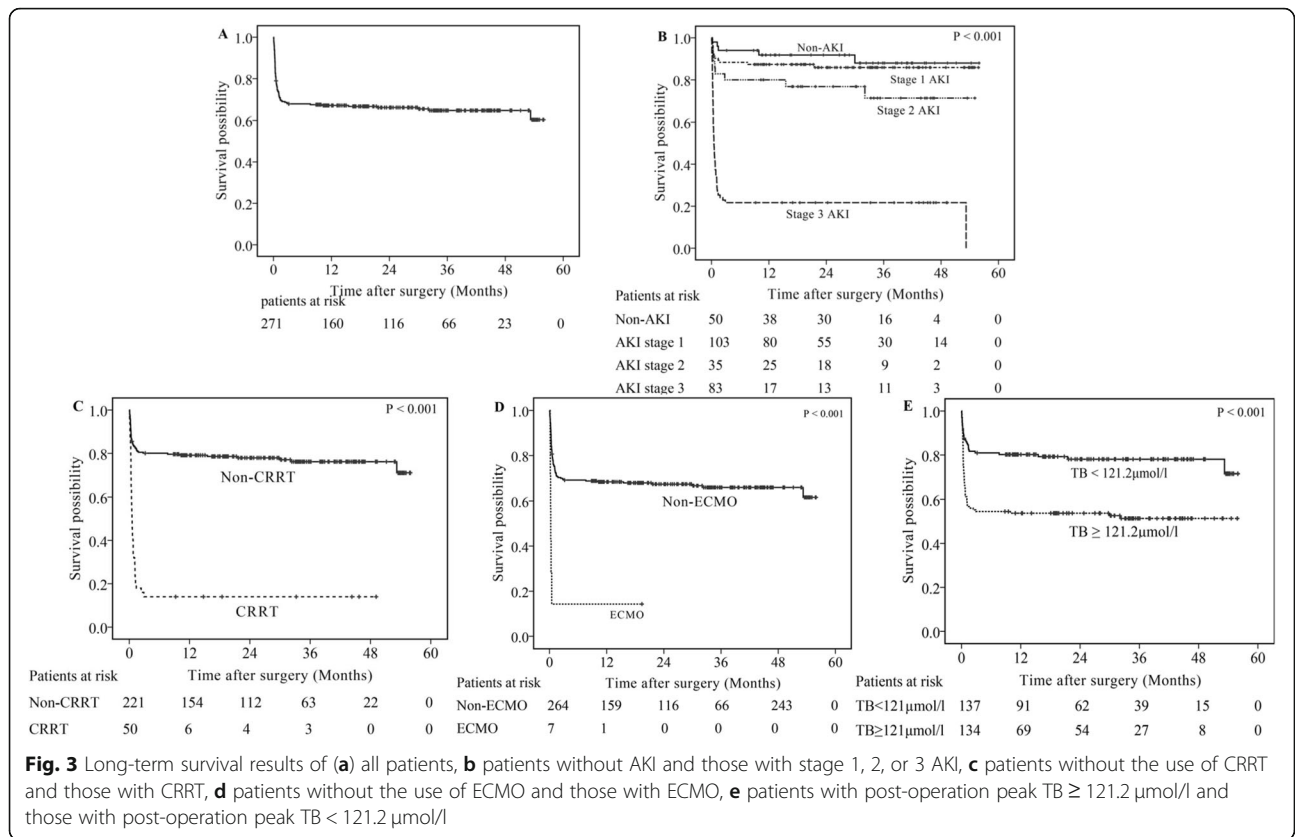 A
Survival possibility
1.0
0.8
0.6
0.4
0.2
0.0
0 12 24 36 48 60
Time after surgery (Months)
patients at risk
271 160 116 66 23 0
B
P < 0.001
Survival possibility
1.0
0.8
0.6
0.4
0.2
0.0
Non-AKI
Stage 1 AKI
Stage 2 AKI
Stage 3 AKI
0 12 24 36 48 60
Patients at risk Time after surgery (Months)
Non-AKI 50 38 30 16 4 0
AKI stage 1 103 80 55 30 14 0
AKI stage 2 35 25 18 9 2 0
AKI stage 3 83 17 13 11 3 0
C
P < 0.001
Survival possibility
1.0
0.8
0.6
0.4
0.2
0.0
Non-CRRT
CRRT
0 12 24 36 48 60
Patients at risk Time after surgery (Months)
Non-CRRT 221 154 112 63 22 0
CRRT 50 6 4 3 0 0
D
P < 0.001
Survival possibility
1.0
0.8
0.6
0.4
0.2
0.0
Non-ECMO
ECMO
0 12 24 36 48 60
Patients at risk Time after surgery (Months)
Non-ECMO 264 159 116 66 243 0
ECMO 7 1 0 0 0 0
E
P < 0.001
Survival possibility
1.0
0.8
0.6
0.4
0.2
0.0
TB < 121.2μmol/l
TB ≥ 121.2μmol/l
0 12 24 36 48 60
Patients at risk Time after surgery (Months)
TB<121μmol/l 137 91 62 39 15 0
TB≥121μmol/l 134 69 54 27 8 0
Fig. 3 Long-term survival results of (a) all patients, b patients without AKI and those with stage 1, 2, or 3 AKI, c patients without the use of CRRT
and those with CRRT, d patients without the use of ECMO and those with ECMO, e patients with post-operation peak TB ≥ 121.2 μmol/l and
those with post-operation peak TB < 121.2 μmol/l